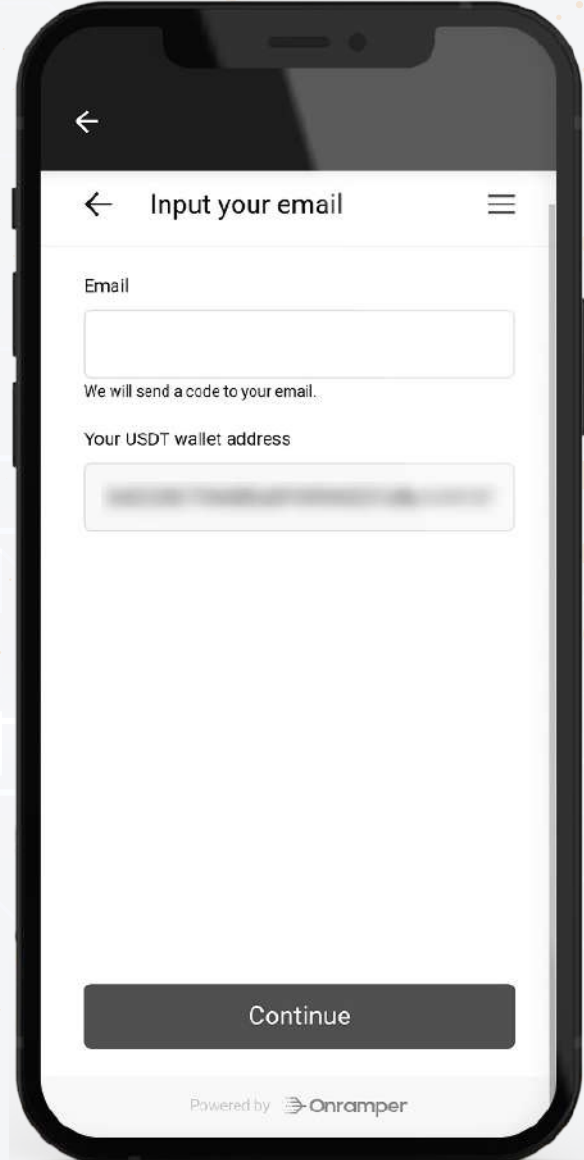 Input your email
Email
We will send a code to your email.
Your USDT wallet address
Continue
Powered by Onramper